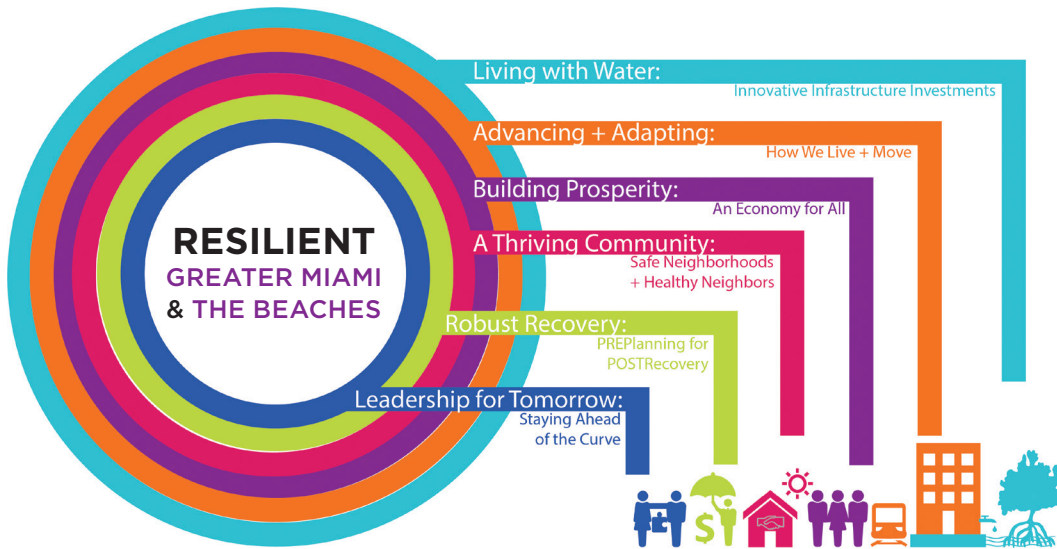 RESILIENT
GREATER MIAMI
& THE BEACHES
Living with Water:
Innovative Infrastructure Investments
Advancing + Adapting:
How We Live + Move
Building Prosperity:
An Economy for All
A Thriving Community:
Safe Neighborhoods
+ Healthy Neighbors
Robust Recovery:
PREPlanning for
POSTRecovery
Leadership for Tomorrow:
Staying Ahead
of the Curve
$